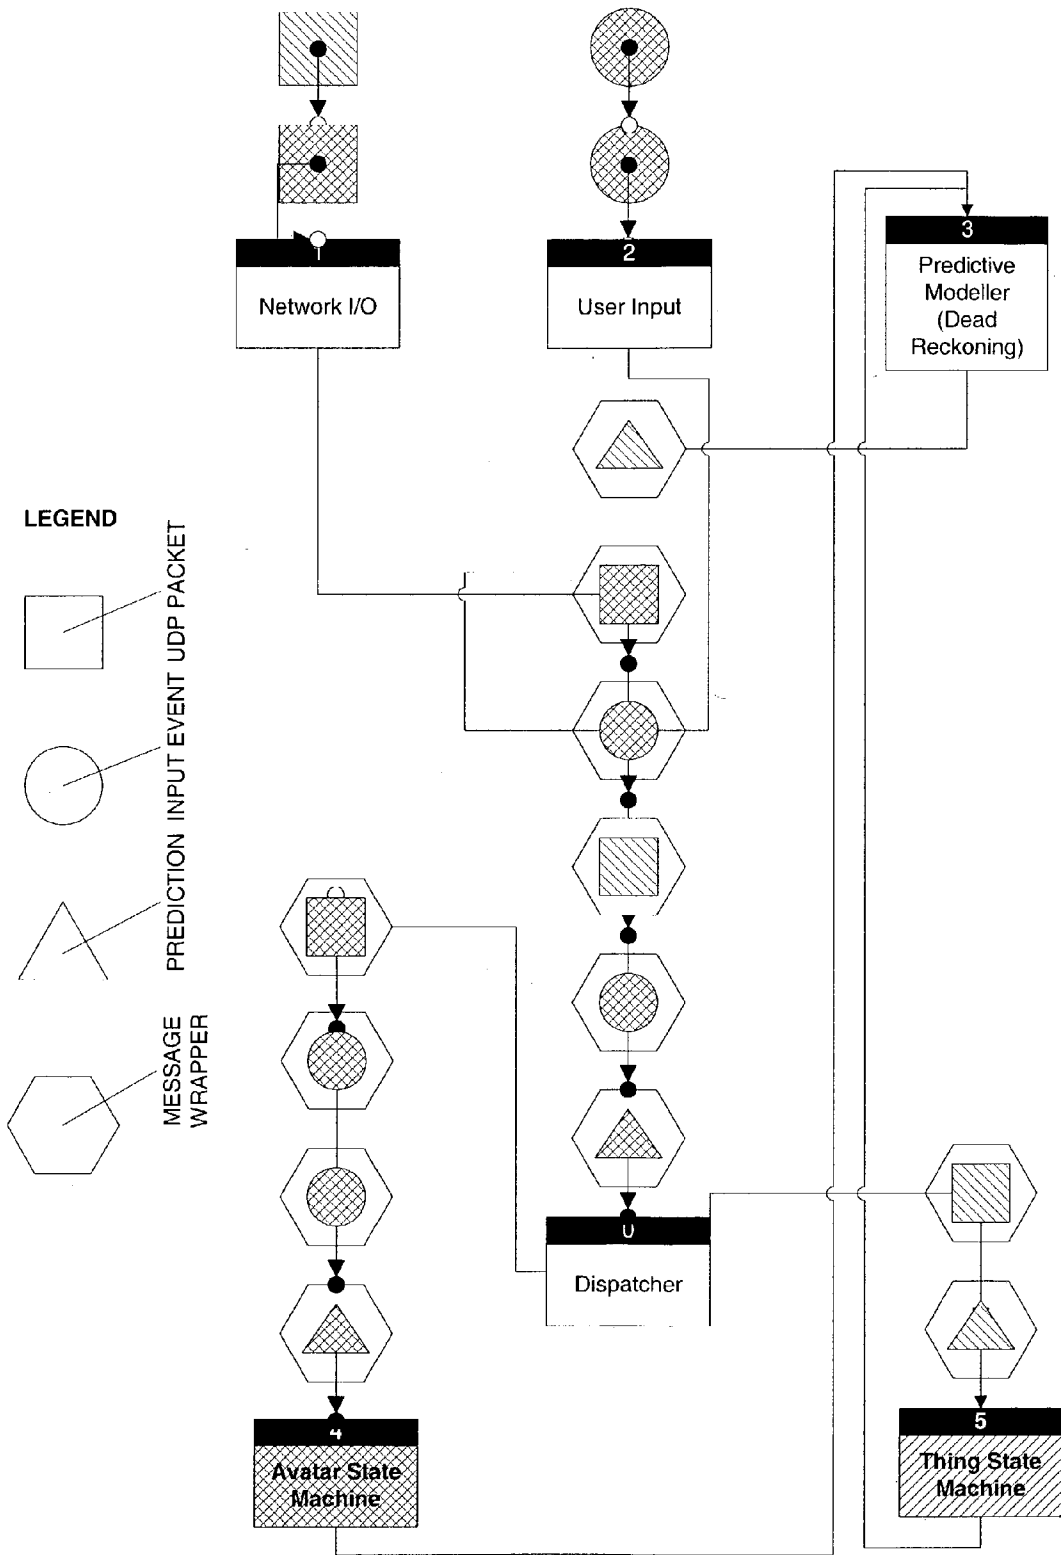 1
2
3
Network I/O
User Input
Predictive
Modeller
(Dead
Reckoning)
LEGEND
UDP PACKET
INPUT EVENT
PREDICTION
MESSAGE
WRAPPER
0
Dispatcher
4
Avatar State
Machine
5
Thing State
Machine